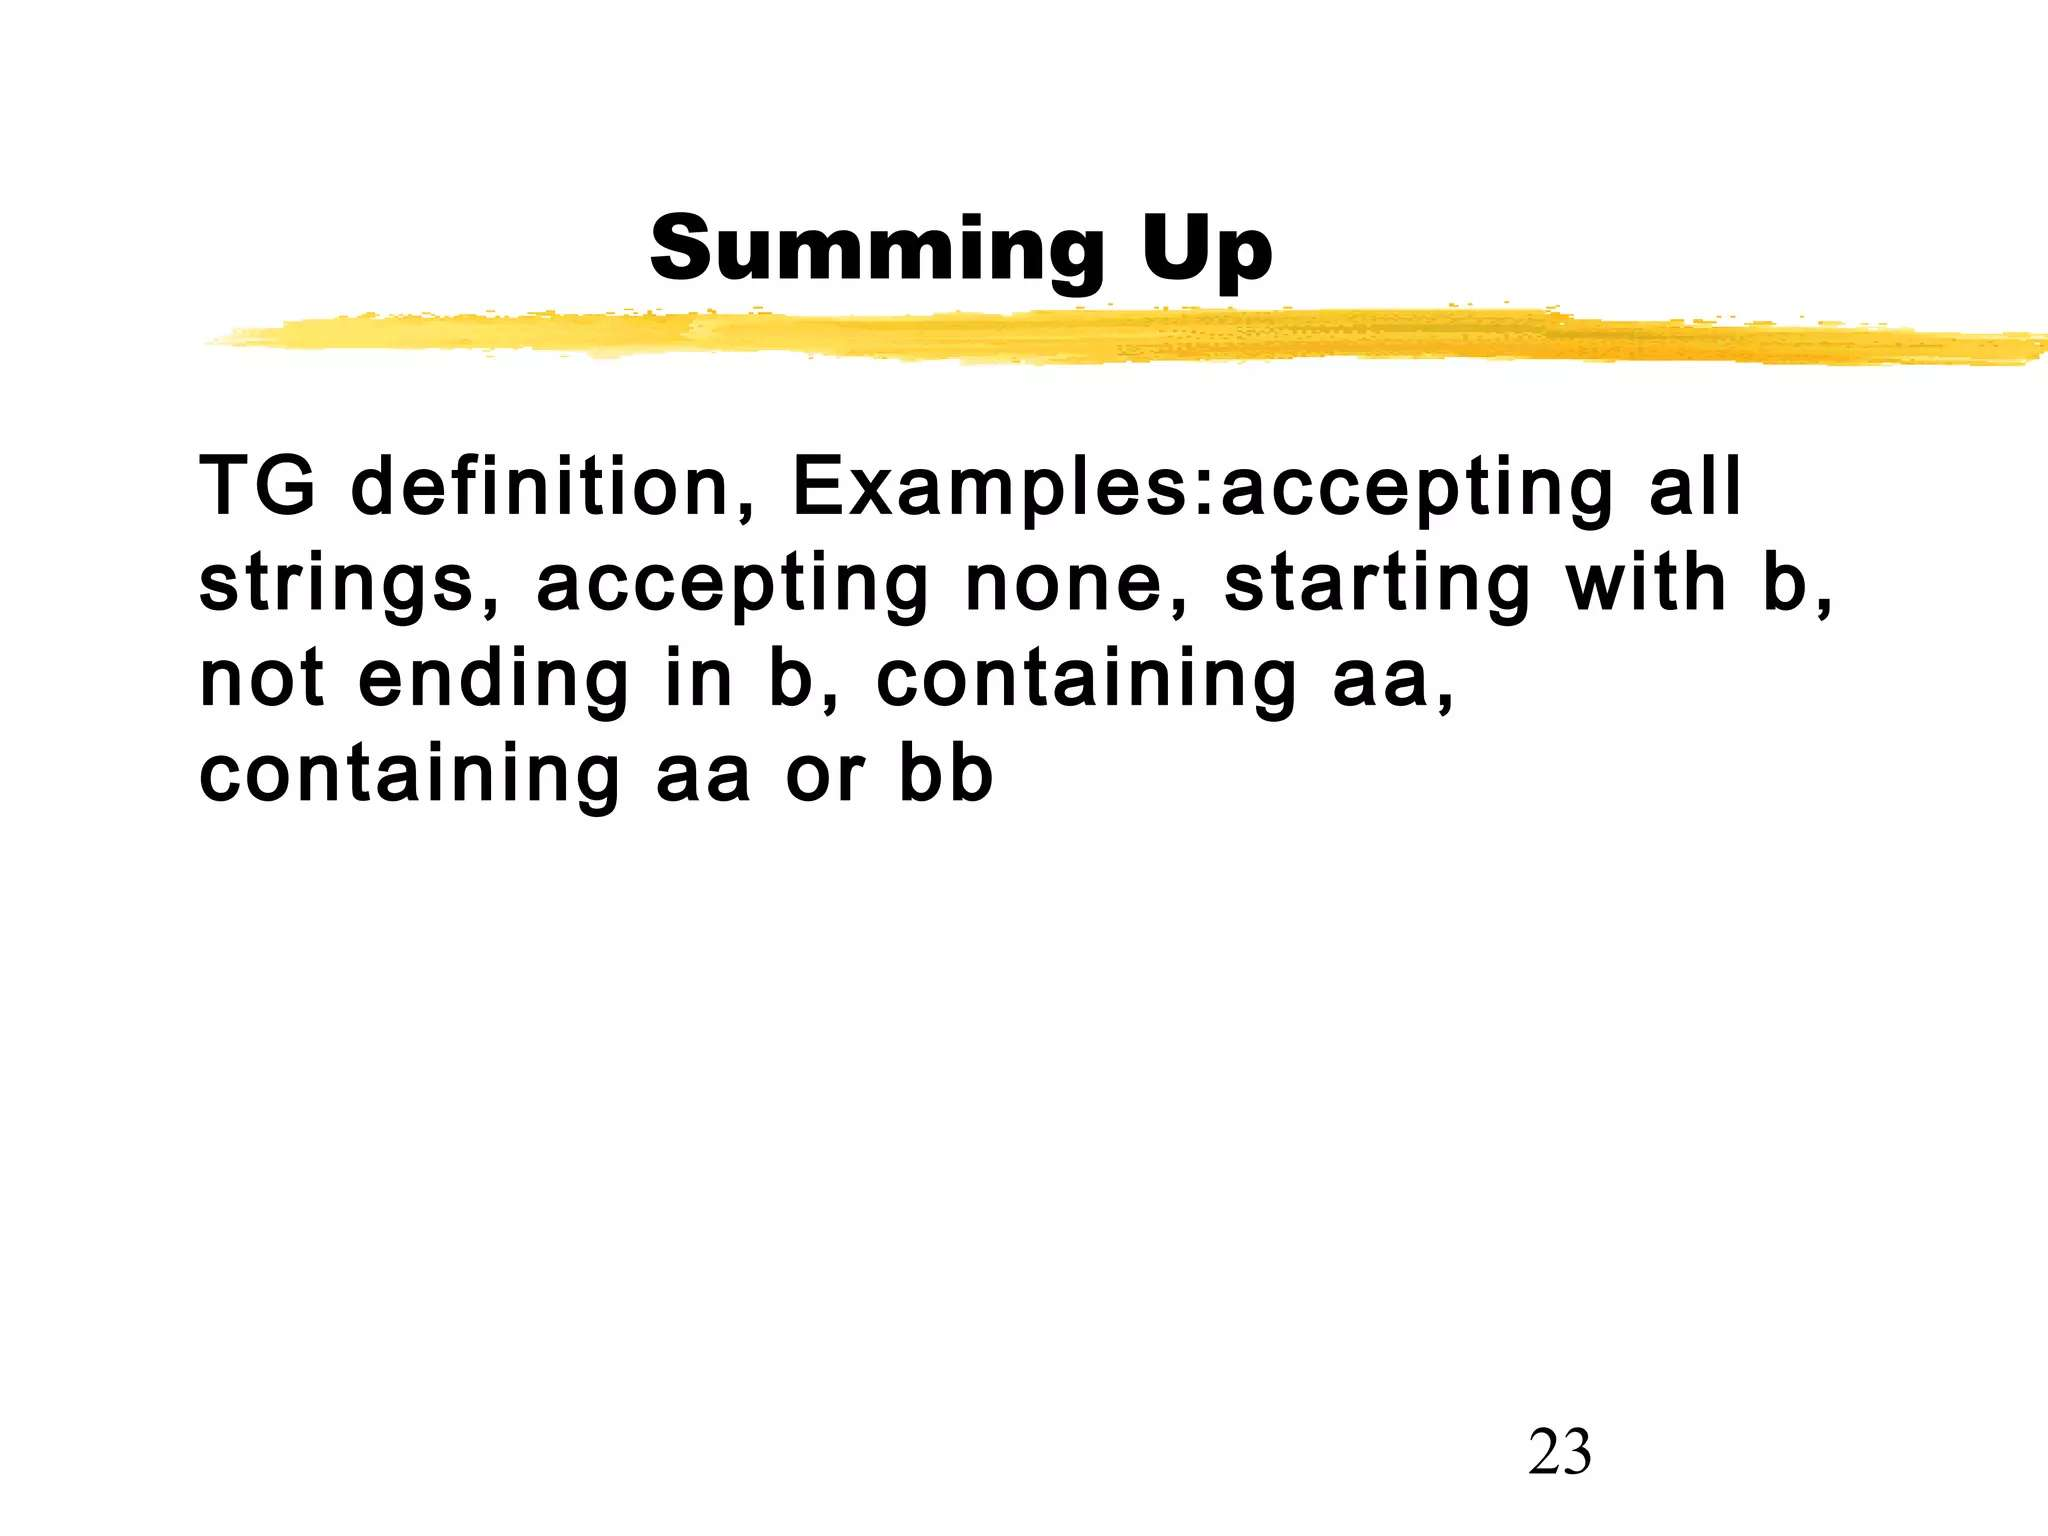 Summing Up
TG definition, Examples:accepting all
strings, accepting none, starting with b,
not ending in b, containing aa,
containing aa or bb
23